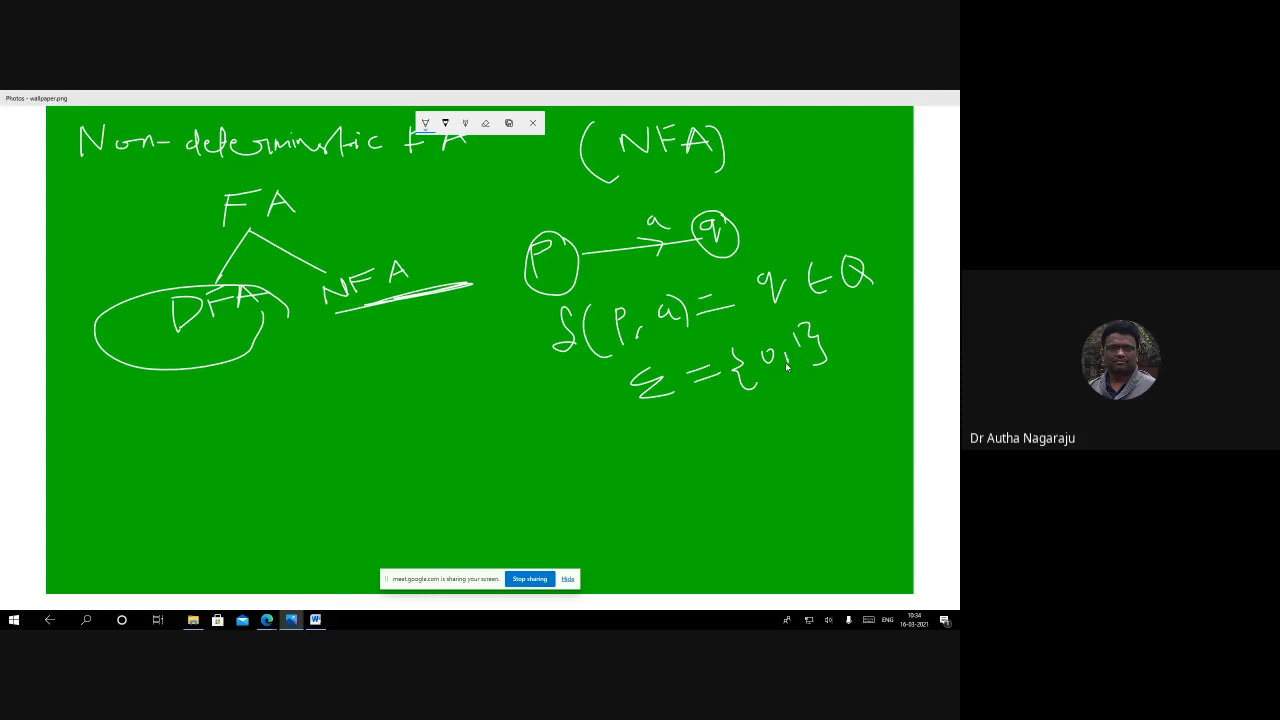 Photos - wallpaper.png
Non-deterministic FA (NFA)
FA
DFA
NFA
p a q
δ(p, a) = q ∈ Q
Σ = {0, 1}
Dr Autha Nagaraju
meet.google.com is sharing your screen. Stop sharing Hide
ENG
10:34
16-03-2021